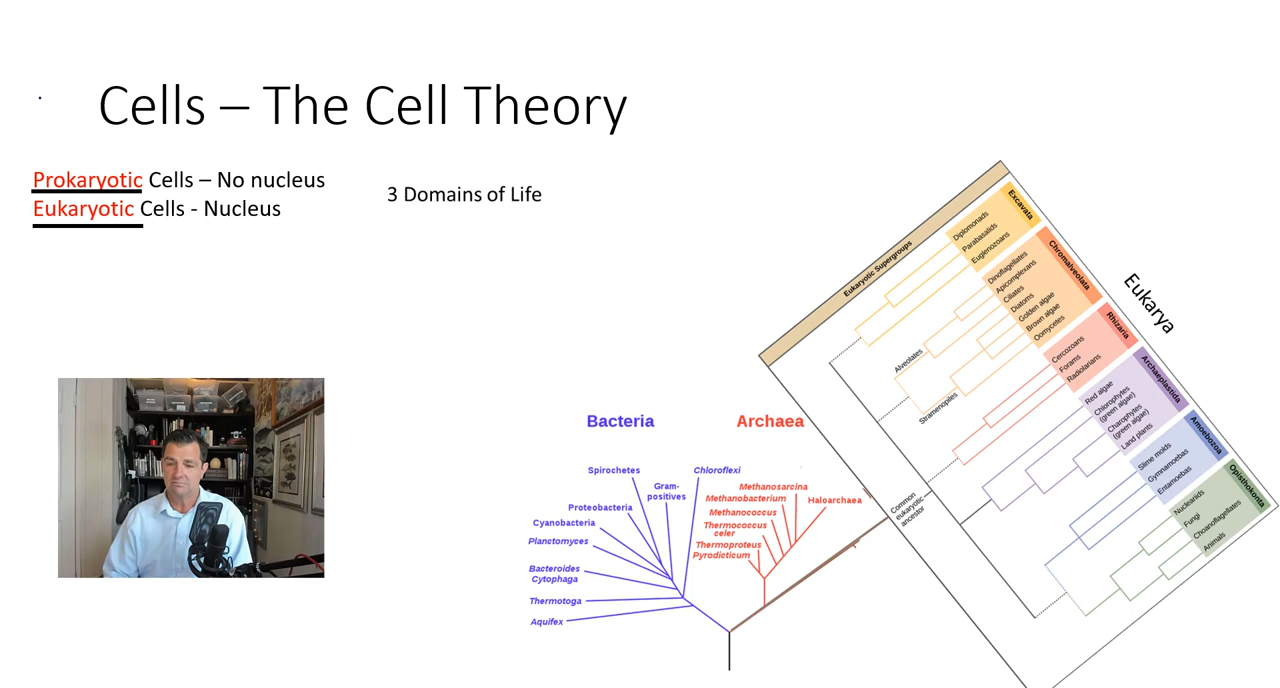 Cells – The Cell Theory
Prokaryotic Cells – No nucleus
Eukaryotic Cells - Nucleus
3 Domains of Life
Bacteria
Spirochetes
Gram-
positives
Chloroflexi
Proteobacteria
Cyanobacteria
Planctomyces
Bacteroides
Cytophaga
Thermotoga
Aquifex
Archaea
Methanosarcina
Methanobacterium
Haloarchaea
Methanococcus
Thermococcus
celer
Thermoproteus
Pyrodicticum
Eukarya
Eukaryotic Supergroups
Common
eukaryotic
ancestor
Excavata
Diplomonads
Parabasalids
Euglenozoans
Chromalveolata
Alveolates
Dinoflagellates
Apicomplexans
Ciliates
Stramenopiles
Diatoms
Golden algae
Brown algae
Oomycetes
Rhizaria
Cercozoans
Forams
Radiolarians
Archaeplastida
Red algae
Chlorophytes
(green algae)
Charophytes
(green algae)
Land plants
Amoebozoa
Slime molds
Gymnamoebas
Entamoebas
Opisthokonta
Nucleariids
Fungi
Choanoflagellates
Animals